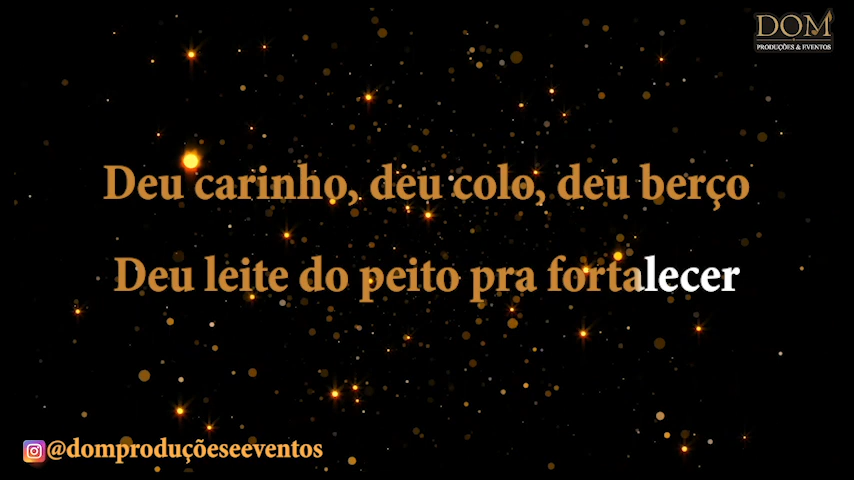 DOM
PRODUÇÕES & EVENTOS
Deu carinho, deu colo, deu berço
Deu leite do peito pra fortalecer
@domproduçõeseeventos